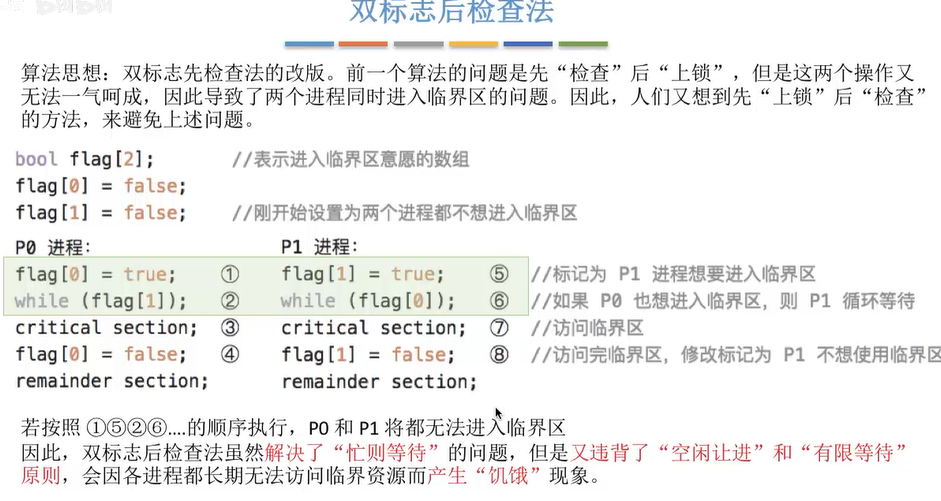 双标志后检查法
算法思想：双标志先检查法的改版。前一个算法的问题是先“检查”后“上锁”，但是这两个操作又
无法一气呵成，因此导致了两个进程同时进入临界区的问题。因此，人们又想到先“上锁”后“检查”
的方法，来避免上述问题。
bool flag[2]; //表示进入临界区意愿的数组
flag[0] = false;
flag[1] = false; //刚开始设置为两个进程都不想进入临界区
P0 进程： P1 进程：
flag[0] = true; ① flag[1] = true; ⑤ //标记为 P1 进程想要进入临界区
while (flag[1]); ② while (flag[0]); ⑥ //如果 P0 也想进入临界区，则 P1 循环等待
critical section; ③ critical section; ⑦ //访问临界区
flag[0] = false; ④ flag[1] = false; ⑧ //访问完临界区，修改标记为 P1 不想使用临界区
remainder section; remainder section;
若按照 ①⑤②⑥....的顺序执行，P0 和 P1 将都无法进入临界区
因此，双标志后检查法虽然解决了“忙则等待”的问题，但是又违背了“空闲让进”和“有限等待”
原则，会因各进程都长期无法访问临界资源而产生“饥饿”现象。